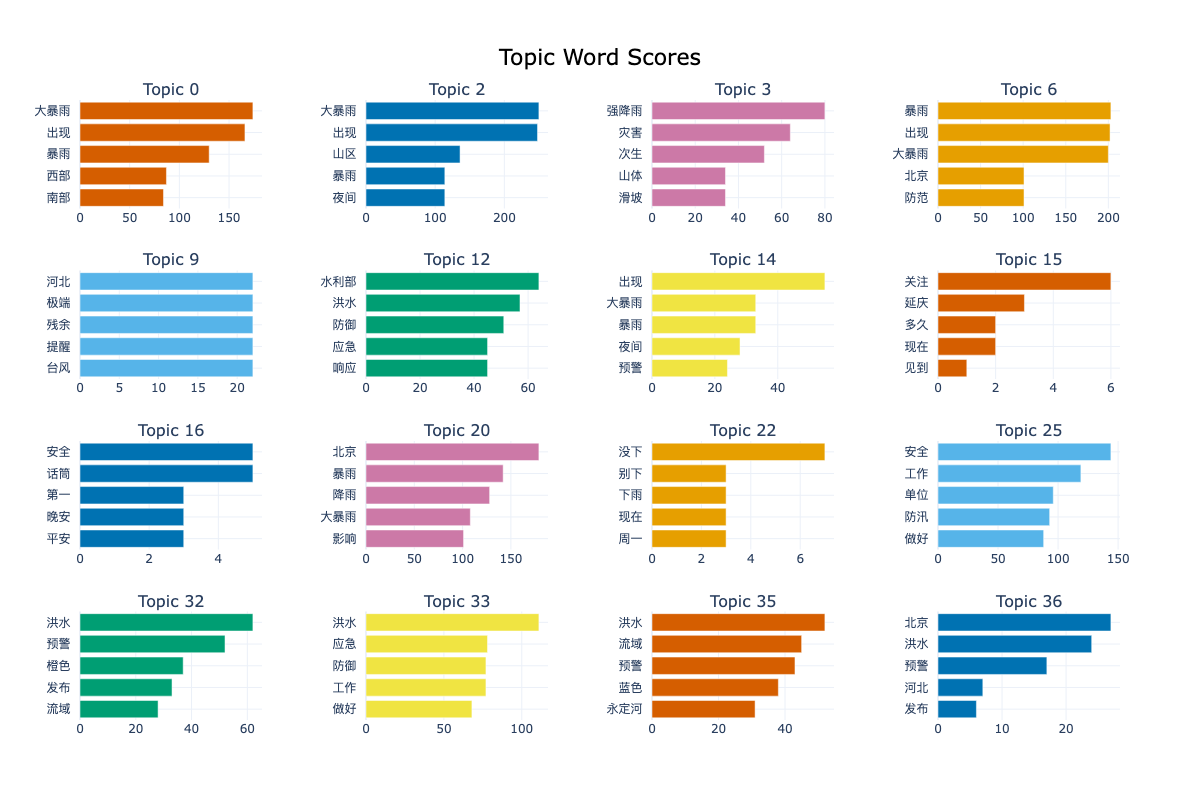 Topic Word Scores
Topic 0
大暴雨
出现
暴雨
西部
南部
0 50 100 150
Topic 2
大暴雨
出现
山区
暴雨
夜间
0 100 200
Topic 3
强降雨
灾害
次生
山体
滑坡
0 20 40 60 80
Topic 6
暴雨
出现
大暴雨
北京
防范
0 50 100 150 200
Topic 9
河北
极端
残余
提醒
台风
0 5 10 15 20
Topic 12
水利部
洪水
防御
应急
响应
0 20 40 60
Topic 14
出现
大暴雨
暴雨
夜间
预警
0 20 40
Topic 15
关注
延庆
多久
现在
见到
0 2 4 6
Topic 16
安全
话筒
第一
晚安
平安
0 2 4
Topic 20
北京
暴雨
降雨
大暴雨
影响
0 50 100 150
Topic 22
没下
别下
下雨
现在
周一
0 2 4 6
Topic 25
安全
工作
单位
防汛
做好
0 50 100 150
Topic 32
洪水
预警
橙色
发布
流域
0 20 40 60
Topic 33
洪水
应急
防御
工作
做好
0 50 100
Topic 35
洪水
流域
预警
蓝色
永定河
0 20 40
Topic 36
北京
洪水
预警
河北
发布
0 10 20